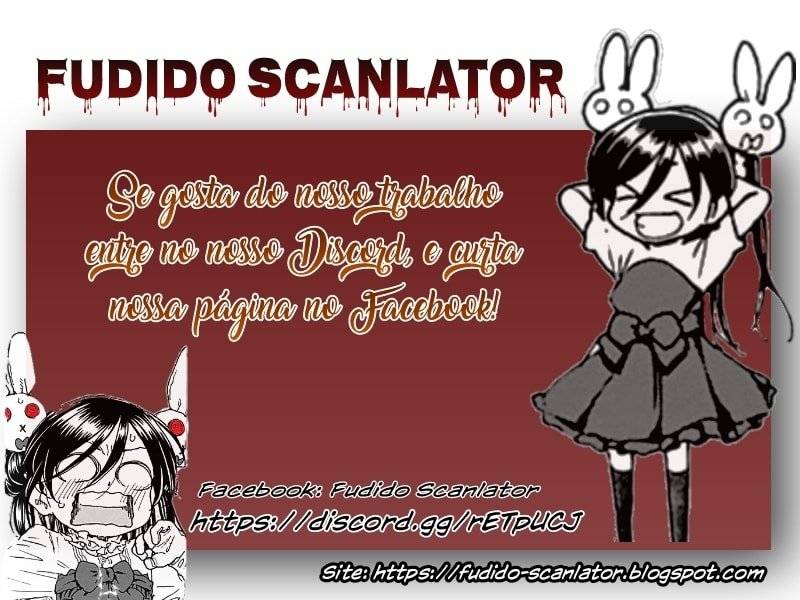 FUDIDO SCANLATOR
Se gosta do nosso trabalho
entre no nosso Discord, e curta
nossa página no Facebook!
Facebook: Fudido Scanlator
https://discord.gg/rETpUCJ
Site: https://fudido-scanlator.blogspot.com